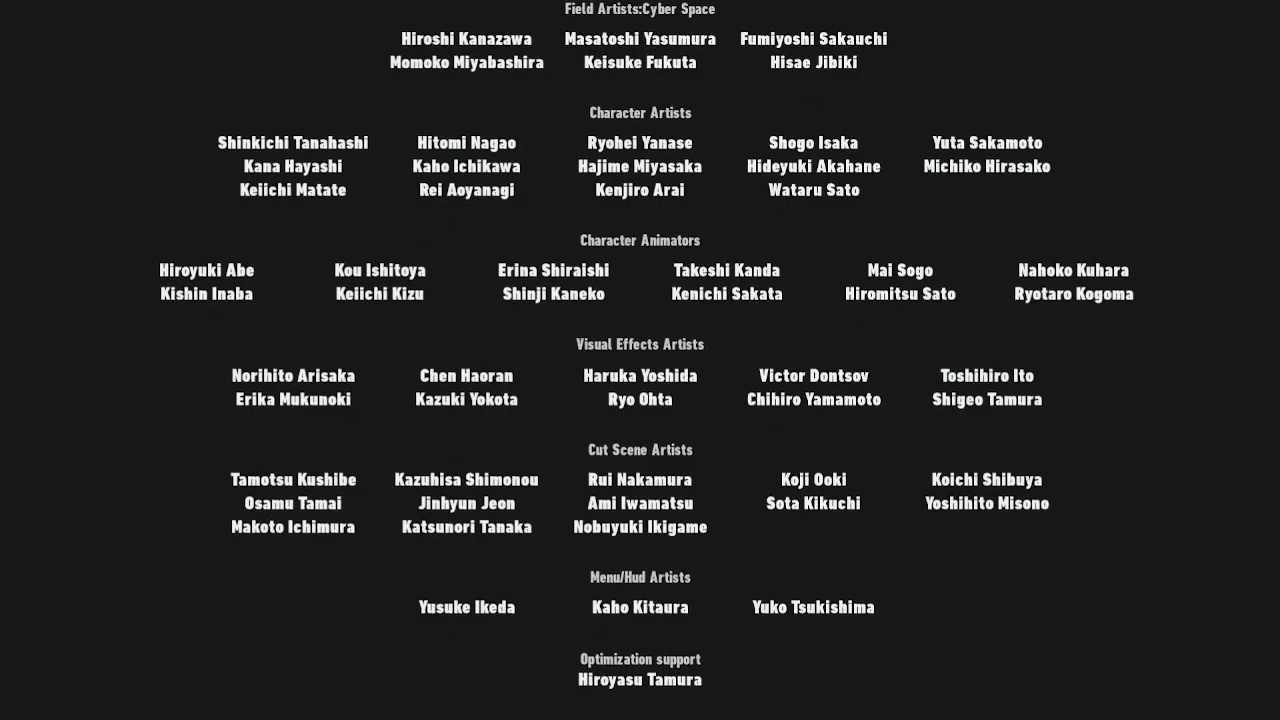 Field Artists:Cyber Space
Hiroshi Kanazawa Masatoshi Yasumura Fumiyoshi Sakauchi
Momoko Miyabashira Keisuke Fukuta Hisae Jibiki
Character Artists
Shinkichi Tanahashi Hitomi Nagao Ryohei Yanase Shogo Isaka Yuta Sakamoto
Kana Hayashi Kaho Ichikawa Hajime Miyasaka Hideyuki Akahane Michiko Hirasako
Keiichi Matate Rei Aoyanagi Kenjiro Arai Wataru Sato
Character Animators
Hiroyuki Abe Kou Ishitoya Erina Shiraishi Takeshi Kanda Mai Sogo Nahoko Kuhara
Kishin Inaba Keiichi Kizu Shinji Kaneko Kenichi Sakata Hiromitsu Sato Ryotaro Kogoma
Visual Effects Artists
Norihito Arisaka Chen Haoran Haruka Yoshida Victor Dontsov Toshihiro Ito
Erika Mukunoki Kazuki Yokota Ryo Ohta Chihiro Yamamoto Shigeo Tamura
Cut Scene Artists
Tamotsu Kushibe Kazuhisa Shimonou Rui Nakamura Koji Ooki Koichi Shibuya
Osamu Tamai Jinhyun Jeon Ami Iwamatsu Sota Kikuchi Yoshihito Misono
Makoto Ichimura Katsunori Tanaka Nobuyuki Ikigame
Menu/Hud Artists
Yusuke Ikeda Kaho Kitaura Yuko Tsukishima
Optimization support
Hiroyasu Tamura